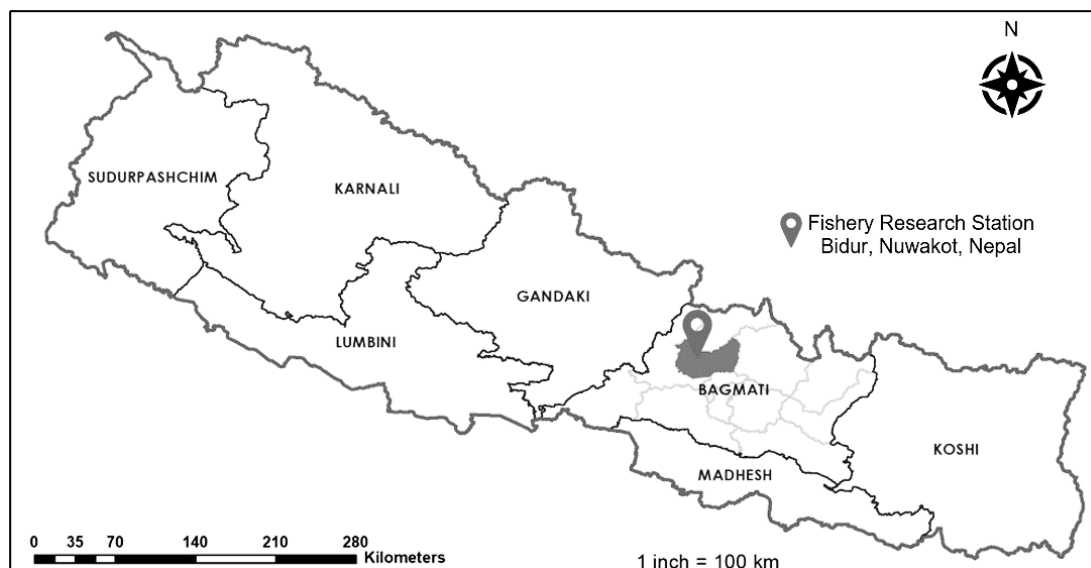 N
SUDURPASHCHIM
KARNALI
Fishery Research Station
Bidur, Nuwakot, Nepal
GANDAKI
LUMBINI
BAGMATI
KOSHI
MADHESH
0 35 70 140 210 280
Kilometers
1 inch = 100 km